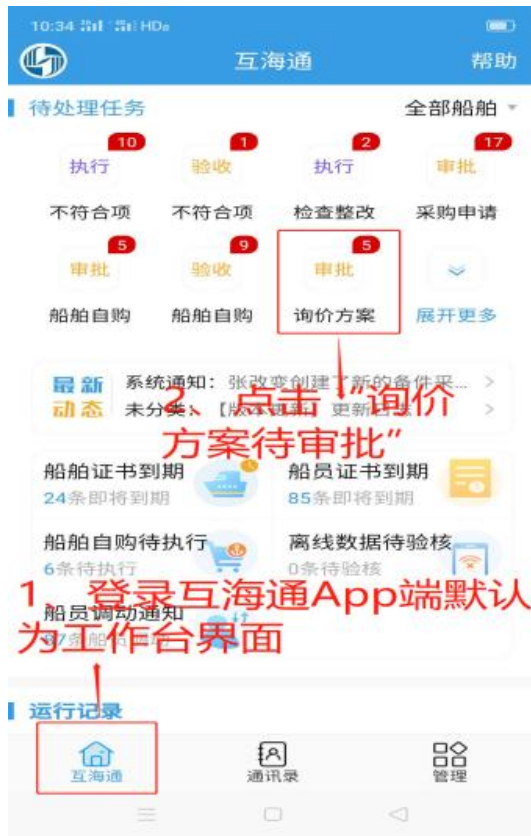 10:34 HD
互海通 帮助
待处理任务 全部船舶
10 1 2 17
执行 验收 执行 审批
不符合项 不符合项 检查整改 采购申请
5 9 5
审批 验收 审批
船舶自购 船舶自购 询价方案 展开更多
最新 系统通知:张改变创建了新的备件采... >
动态 未分类:【版本更新】更新日志 >
2、点击“询价
方案待审批”
船舶证书到期 船员证书到期
24条即将到期 85条即将到期
船舶自购待执行 离线数据待验核
6条待执行 0条待验核
1、登录互海通App端默认
为工作台界面
船员调动通知
运行记录
互海通 通讯录 管理